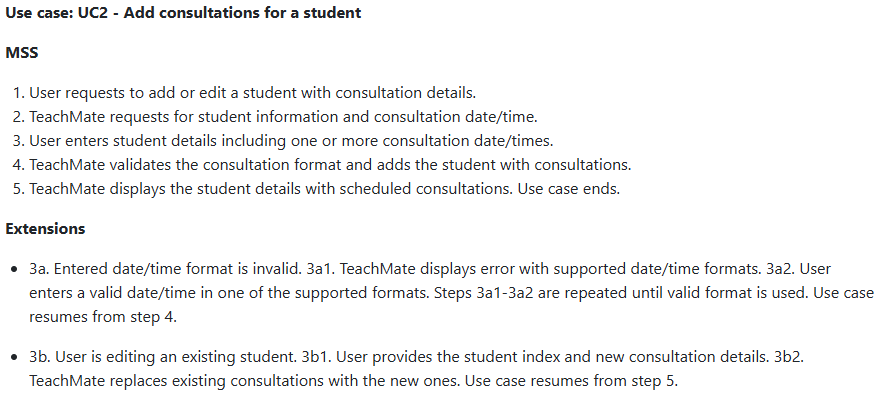 Use case: UC2 - Add consultations for a student
MSS
1. User requests to add or edit a student with consultation details.
2. TeachMate requests for student information and consultation date/time.
3. User enters student details including one or more consultation date/times.
4. TeachMate validates the consultation format and adds the student with consultations.
5. TeachMate displays the student details with scheduled consultations. Use case ends.
Extensions
• 3a. Entered date/time format is invalid. 3a1. TeachMate displays error with supported date/time formats. 3a2. User
enters a valid date/time in one of the supported formats. Steps 3a1-3a2 are repeated until valid format is used. Use case
resumes from step 4.
• 3b. User is editing an existing student. 3b1. User provides the student index and new consultation details. 3b2.
TeachMate replaces existing consultations with the new ones. Use case resumes from step 5.